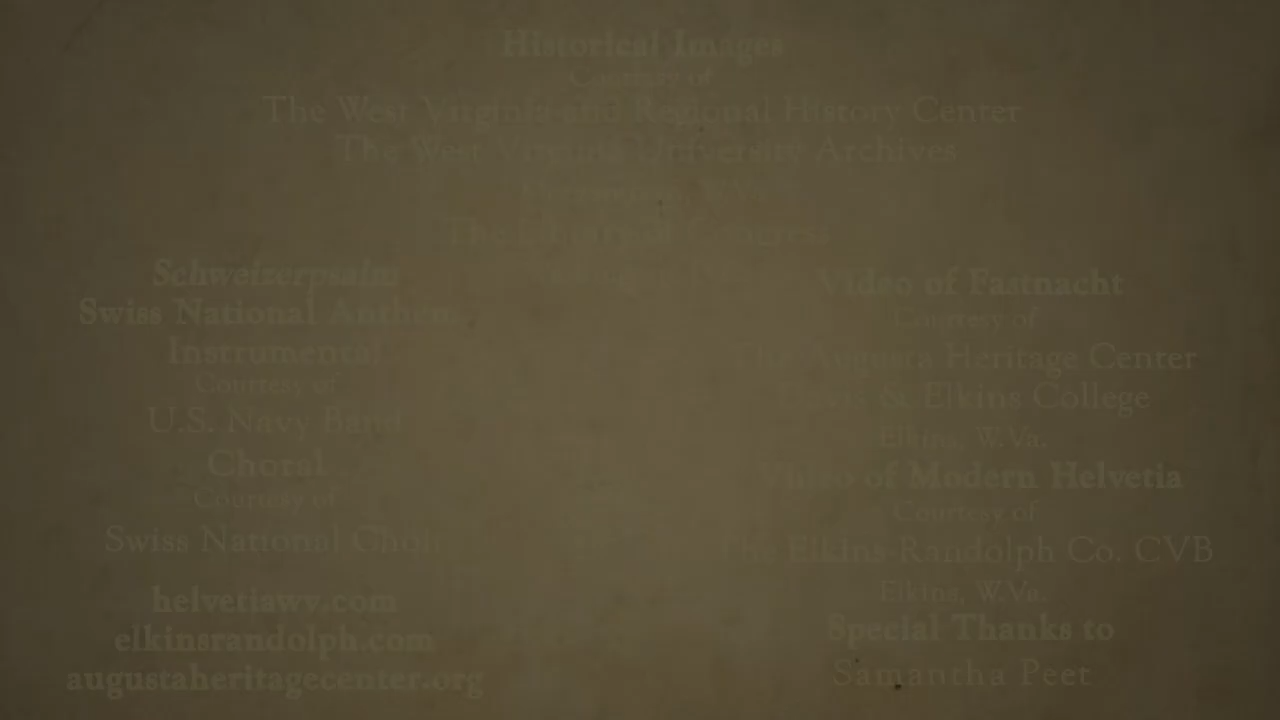 Historical Images
Courtesy of
The West Virginia and Regional History Center
The West Virginia University Archives
Morgantown, W.Va.
The Library of Congress
Schweizerpsalm
Swiss National Anthem
Instrumental
Courtesy of
U.S. Navy Band
Choral
Courtesy of
Swiss National Choir
helvetiawv.com
elkinsrandolph.com
augustaheritagecenter.org
Video of Fastnacht
Courtesy of
The Augusta Heritage Center
Davis & Elkins College
Elkins, W.Va.
Video of Modern Helvetia
Courtesy of
The Elkins-Randolph Co. CVB
Elkins, W.Va.
Special Thanks to
Samantha Peet